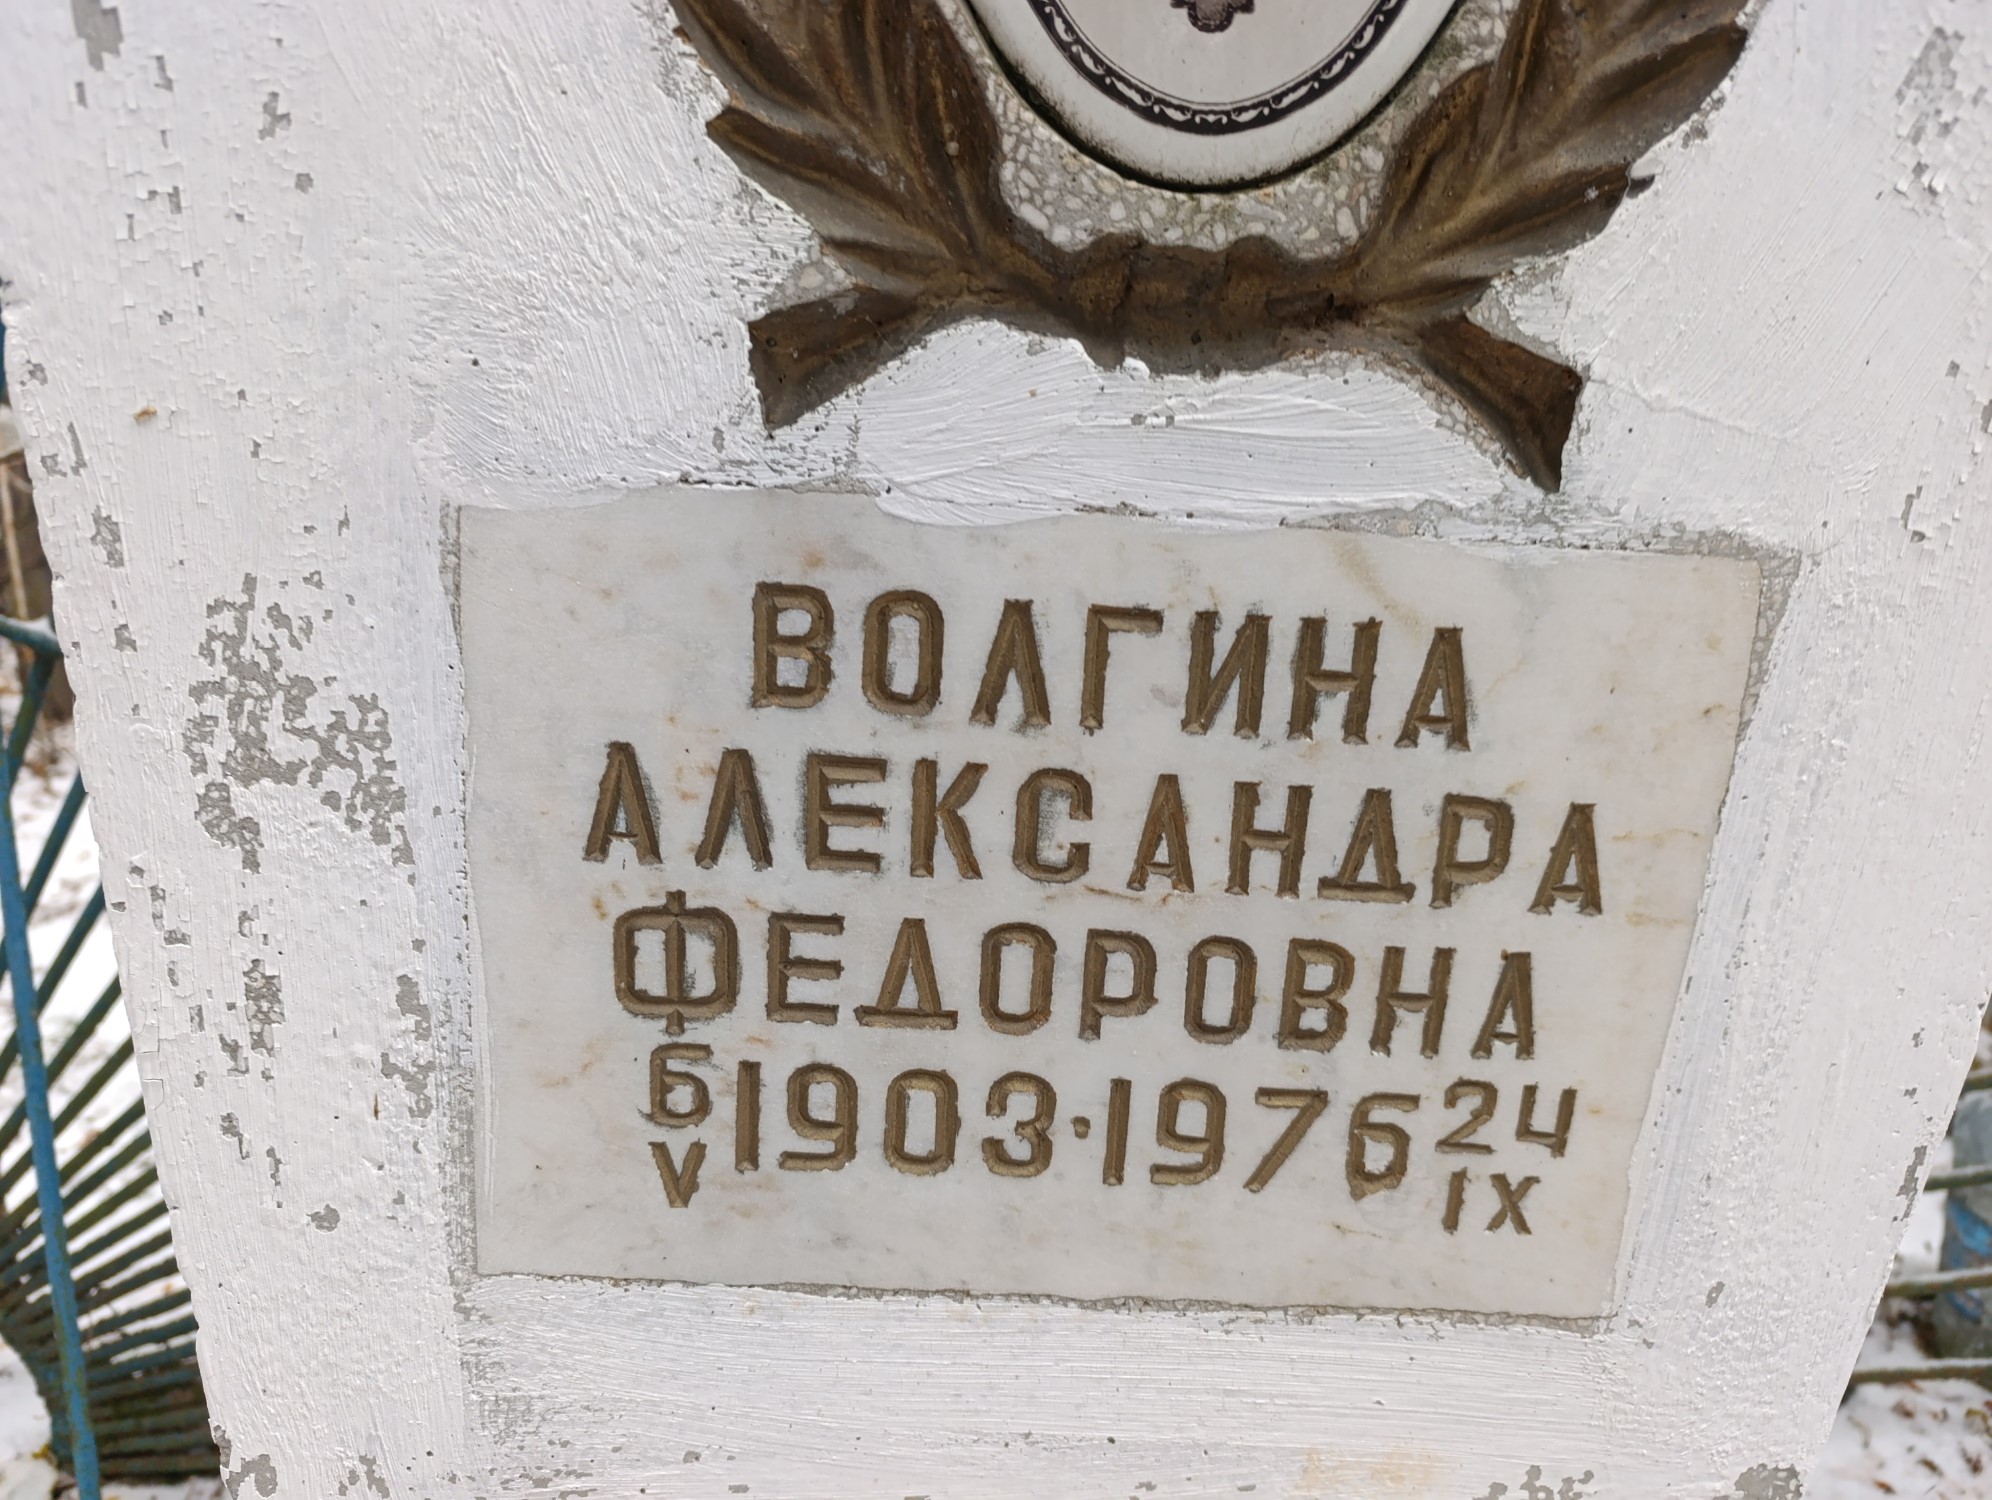 ВОЛГИНА
АЛЕКСАНДРА
ФЕДОРОВНА
6/V 1903 · 1976 24/IX